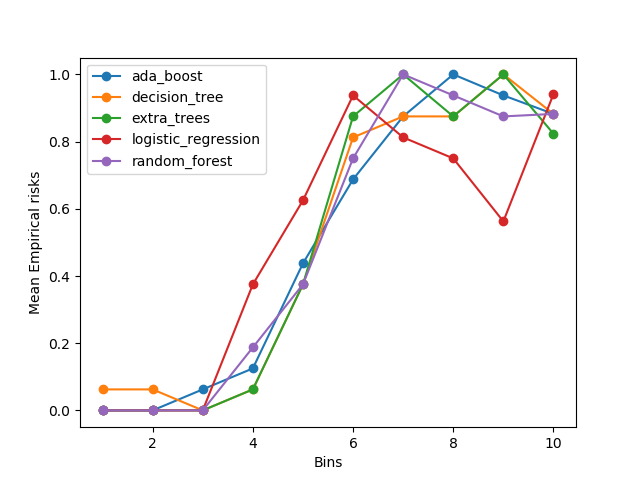 ada_boost
decision_tree
extra_trees
logistic_regression
random_forest
Mean Empirical risks
1.0
0.8
0.6
0.4
0.2
0.0
2 4 6 8 10
Bins